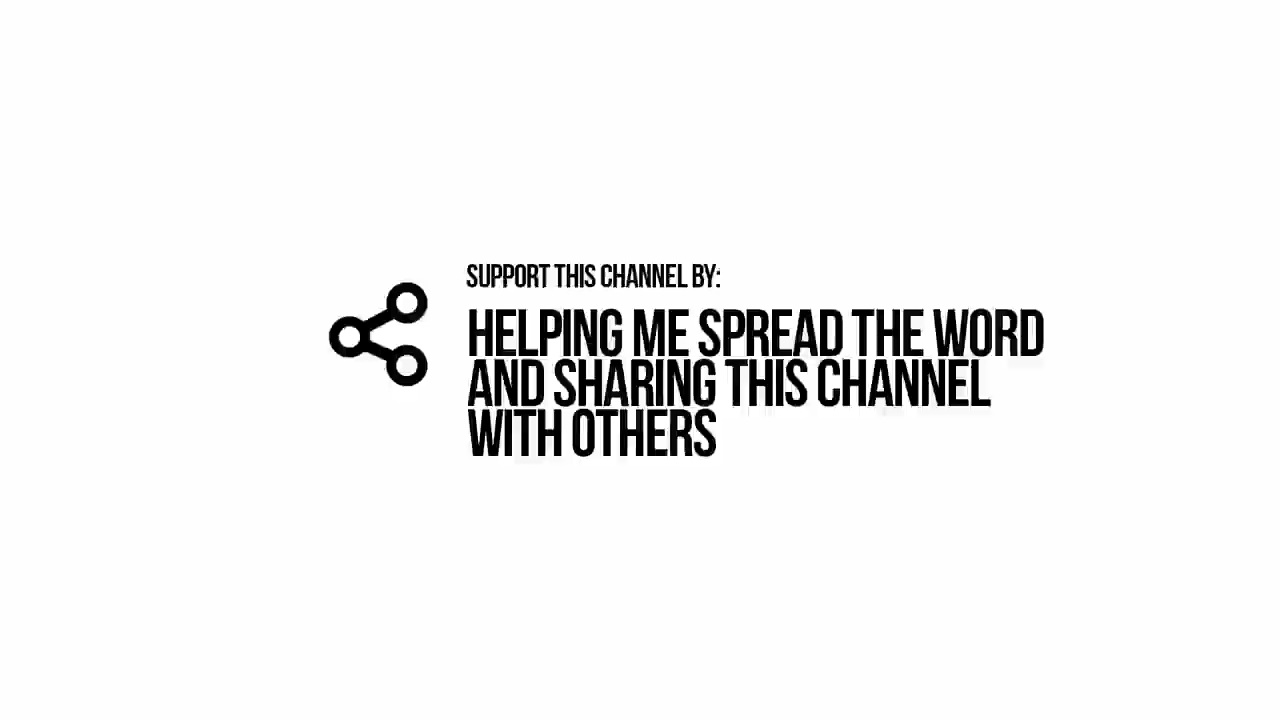 SUPPORT THIS CHANNEL BY:
HELPING ME SPREAD THE WORD
AND SHARING THIS CHANNEL
WITH OTHERS